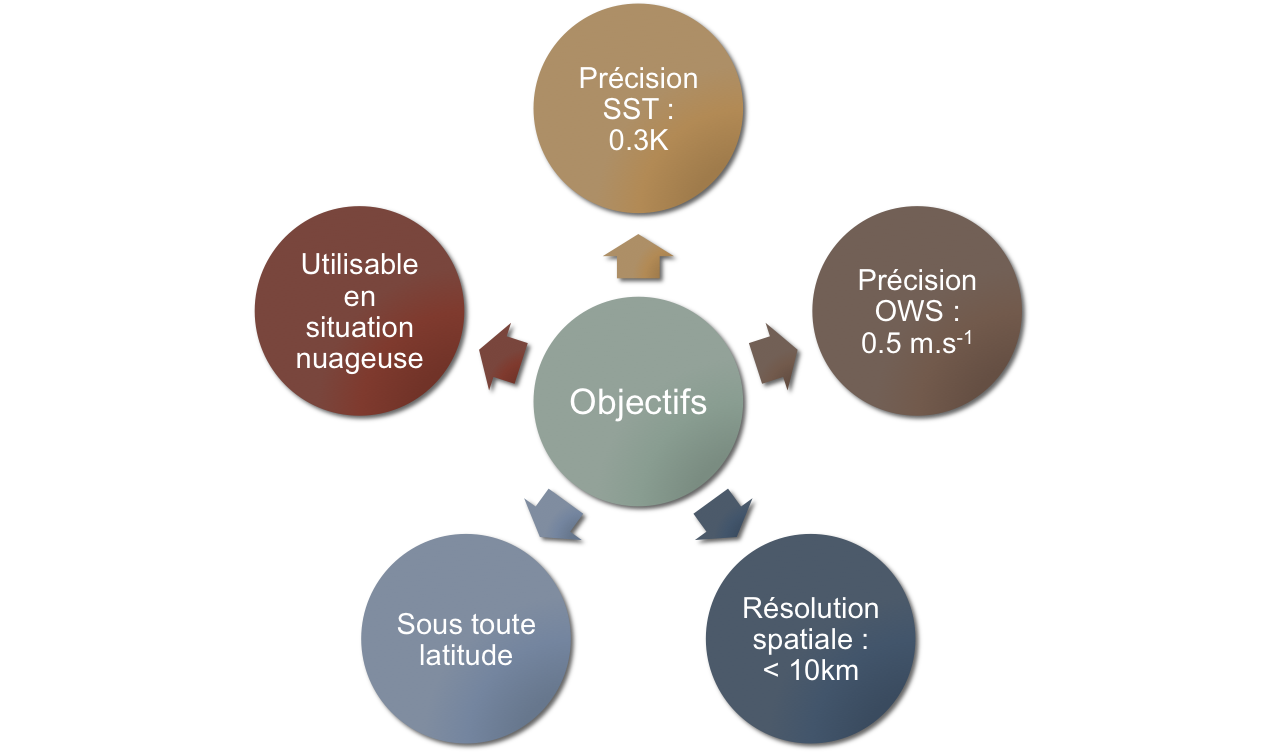 Précision
SST :
0.3K
Utilisable
en
situation
nuageuse
Précision
OWS :
0.5 m.s⁻¹
Objectifs
Sous toute
latitude
Résolution
spatiale :
< 10km